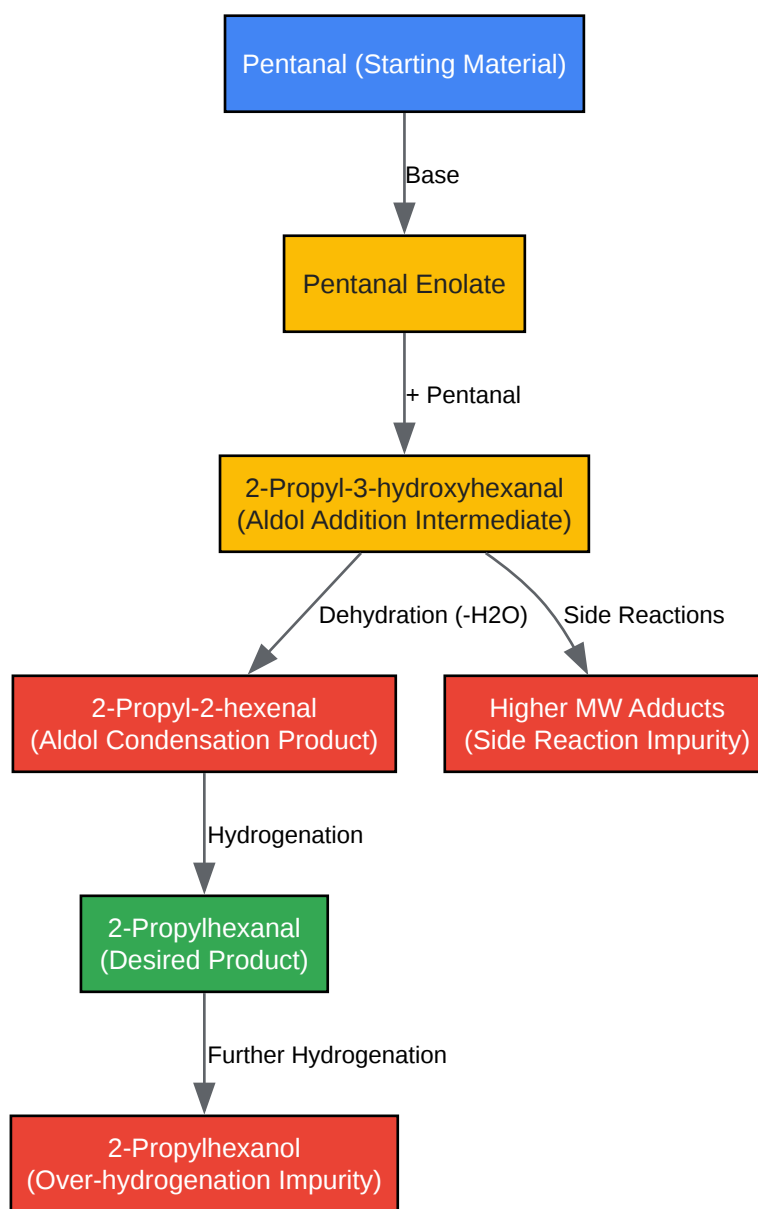 Pentanal (Starting Material)
Base
Pentanal Enolate
+ Pentanal
2-Propyl-3-hydroxyhexanal
(Aldol Addition Intermediate)
Dehydration (-H2O)
Side Reactions
2-Propyl-2-hexenal
(Aldol Condensation Product)
Higher MW Adducts
(Side Reaction Impurity)
Hydrogenation
2-Propylhexanal
(Desired Product)
Further Hydrogenation
2-Propylhexanol
(Over-hydrogenation Impurity)